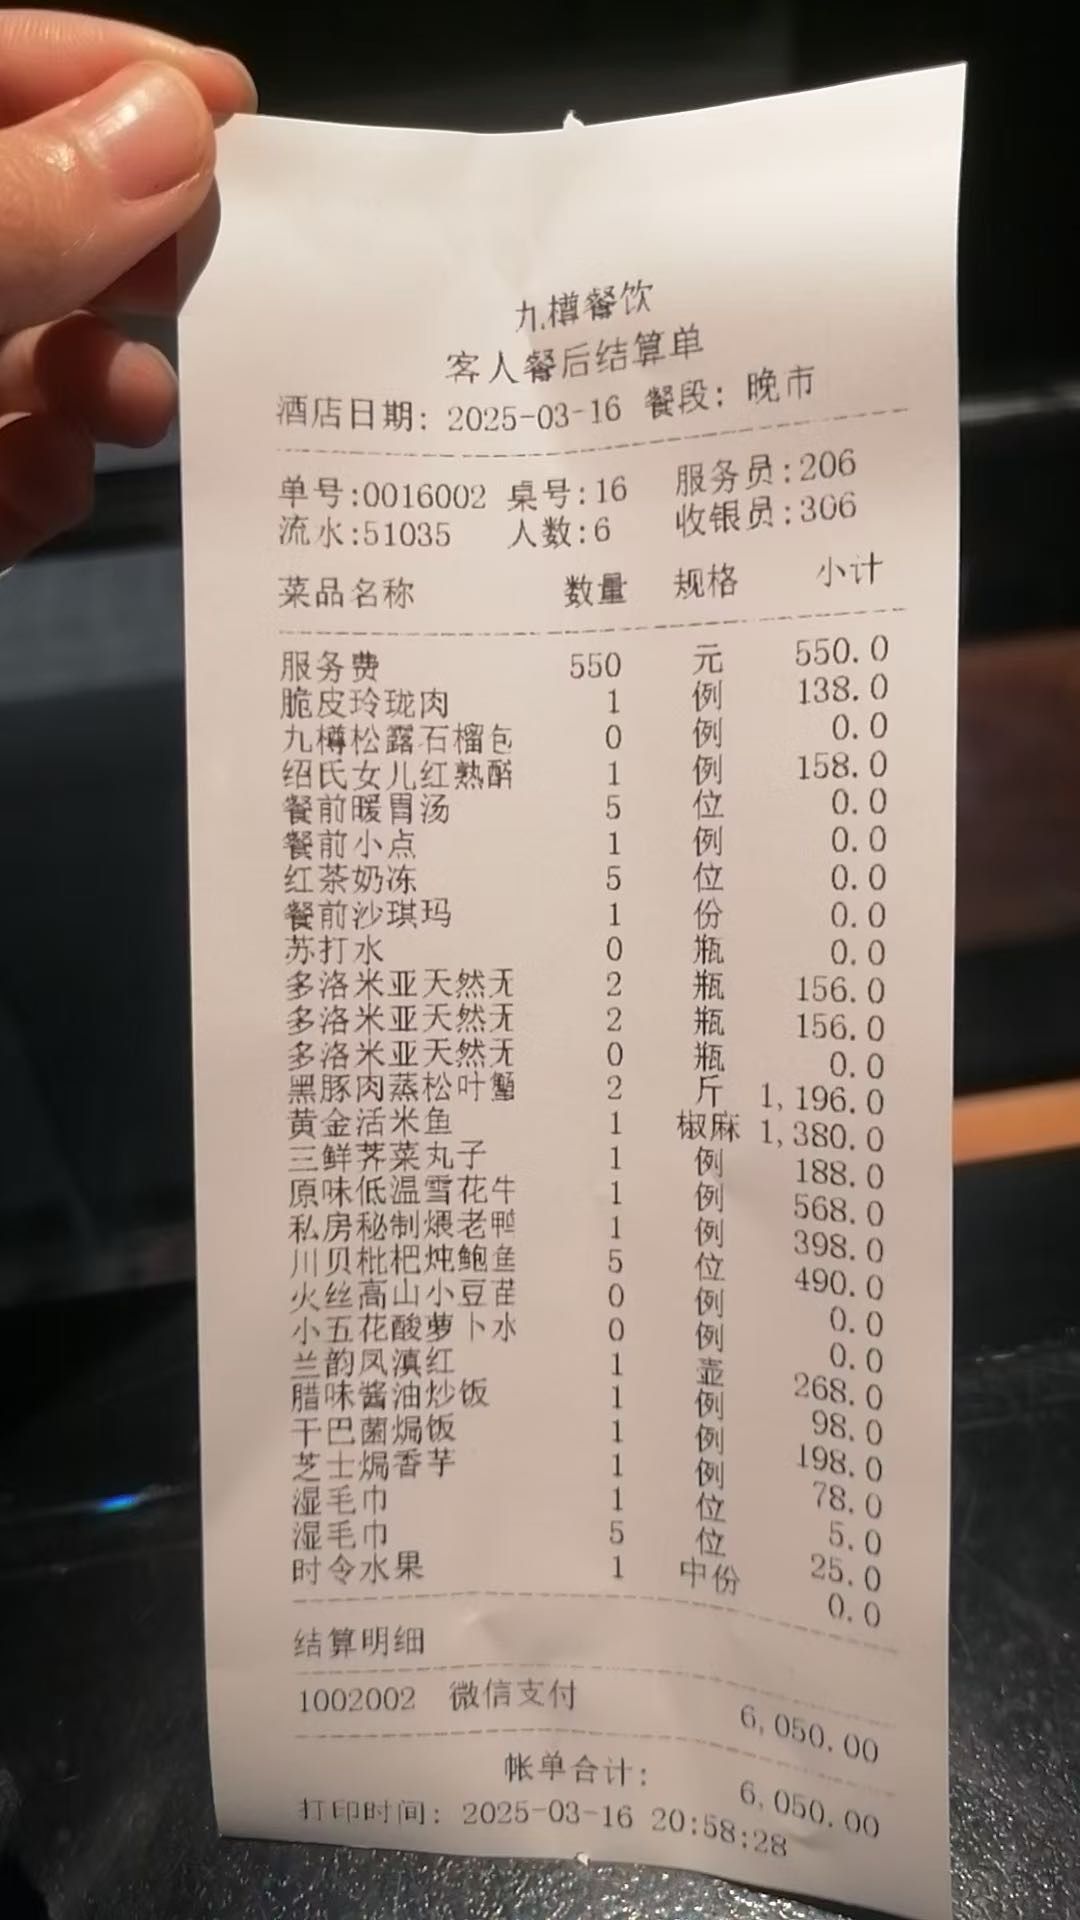 九樽餐饮
客人餐后结算单
酒店日期: 2025-03-16 餐段: 晚市
单号:0016002 桌号:16 服务员:206
流水:51035 人数:6 收银员:306
菜品名称 数量 规格 小计
服务费 550 元 550.0
脆皮玲珑肉 1 例 138.0
九樽松露石榴包 0 例 0.0
绍氏女儿红熟醉 1 例 158.0
餐前暖胃汤 5 位 0.0
餐前小点 1 例 0.0
红茶奶冻 5 位 0.0
餐前沙琪玛 1 份 0.0
苏打水 0 瓶 0.0
多洛米亚天然无 2 瓶 156.0
多洛米亚天然无 2 瓶 156.0
多洛米亚天然无 0 瓶 0.0
黑豚肉蒸松叶蟹 2 斤 1,196.0
黄金活米鱼 1 椒麻 1,380.0
三鲜荠菜丸子 1 例 188.0
原味低温雪花牛 1 例 568.0
私房秘制煨老鸭 1 例 398.0
川贝枇杷炖鲍鱼 5 位 490.0
火丝高山小豆苗 0 例 0.0
小五花酸萝卜水 0 例 0.0
兰韵凤滇红 1 壶 268.0
腊味酱油炒饭 1 例 98.0
干巴菌焗饭 1 例 198.0
芝士焗香芋 1 例 78.0
湿毛巾 1 位 5.0
湿毛巾 5 位 25.0
时令水果 1 中份 0.0
结算明细
1002002 微信支付 6,050.00
帐单合计: 6,050.00
打印时间: 2025-03-16 20:58:28